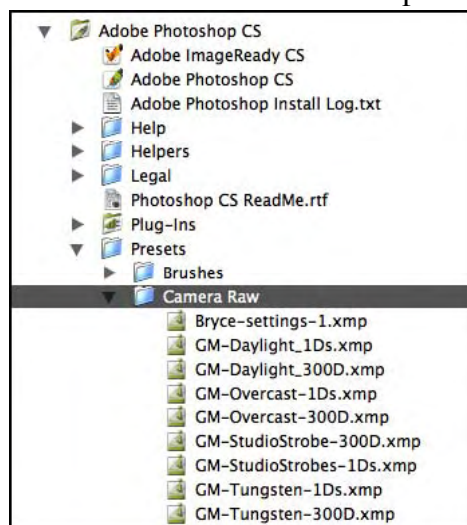 Adobe Photoshop CS
Adobe ImageReady CS
Adobe Photoshop CS
Adobe Photoshop Install Log.txt
Help
Helpers
Legal
Photoshop CS ReadMe.rtf
Plug-Ins
Presets
Brushes
Camera Raw
Bryce-settings-1.xmp
GM-Daylight_1Ds.xmp
GM-Daylight_300D.xmp
GM-Overcast-1Ds.xmp
GM-Overcast-300D.xmp
GM-StudioStrobe-300D.xmp
GM-StudioStrobes-1Ds.xmp
GM-Tungsten-1Ds.xmp
GM-Tungsten-300D.xmp